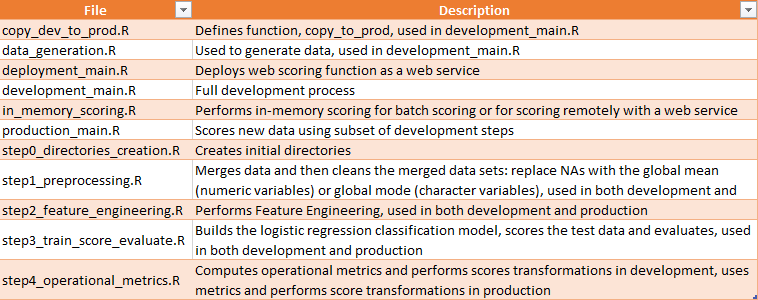 File Description
copy_dev_to_prod.R Defines function, copy_to_prod, used in development_main.R
data_generation.R Used to generate data, used in development_main.R
deployment_main.R Deploys web scoring function as a web service
development_main.R Full development process
in_memory_scoring.R Performs in-memory scoring for batch scoring or for scoring remotely with a web service
production_main.R Scores new data using subset of development steps
step0_directories_creation.R Creates initial directories
step1_preprocessing.R Merges data and then cleans the merged data sets: replace NAs with the global mean
(numeric variables) or global mode (character variables), used in both development and
step2_feature_engineering.R Performs Feature Engineering, used in both development and production
step3_train_score_evaluate.R Builds the logistic regression classification model, scores the test data and evaluates, used
in both development and production
step4_operational_metrics.R Computes operational metrics and performs scores transformations in development, uses
metrics and performs score transformations in production